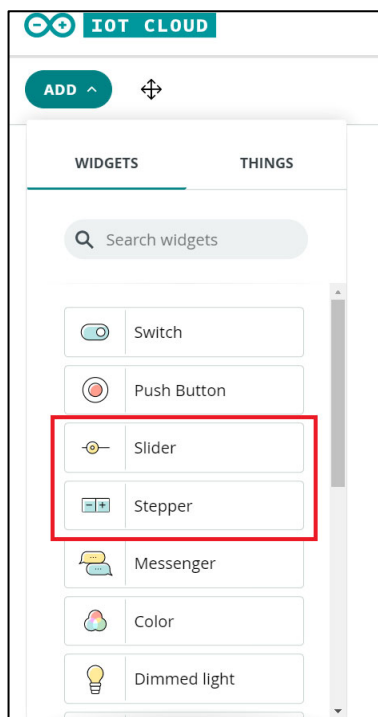 IOT CLOUD
ADD
WIDGETS THINGS
Search widgets
Switch
Push Button
Slider
Stepper
Messenger
Color
Dimmed light